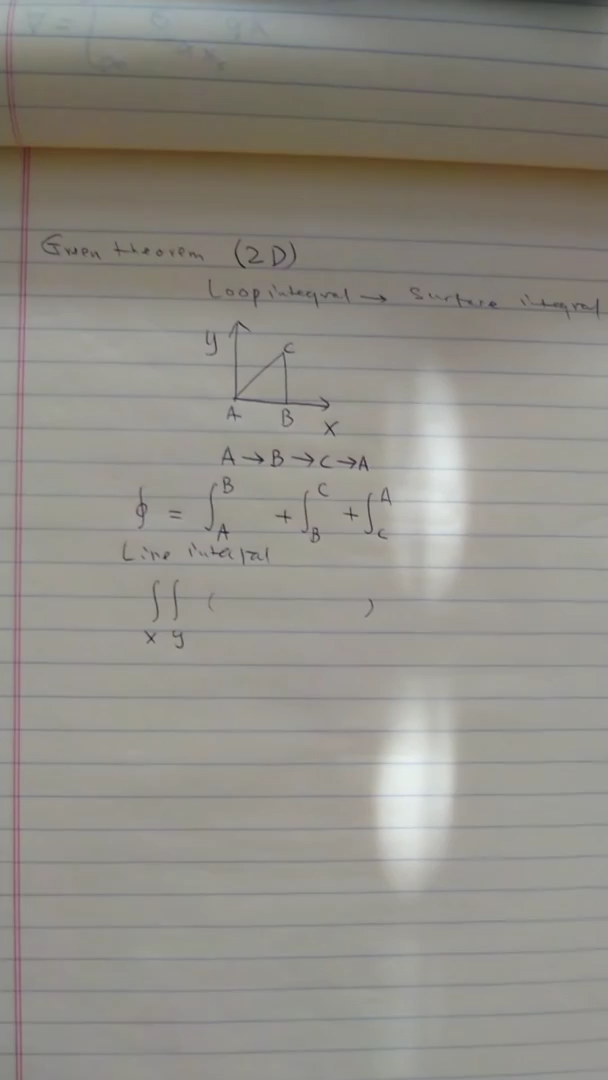 Green theorem (2D)
Loop integral → Surface integral
y
C
A B
x
A → B → C → A
∮ = ∫_A^B + ∫_B^C + ∫_C^A
Line integral
∫∫ ( )
x y